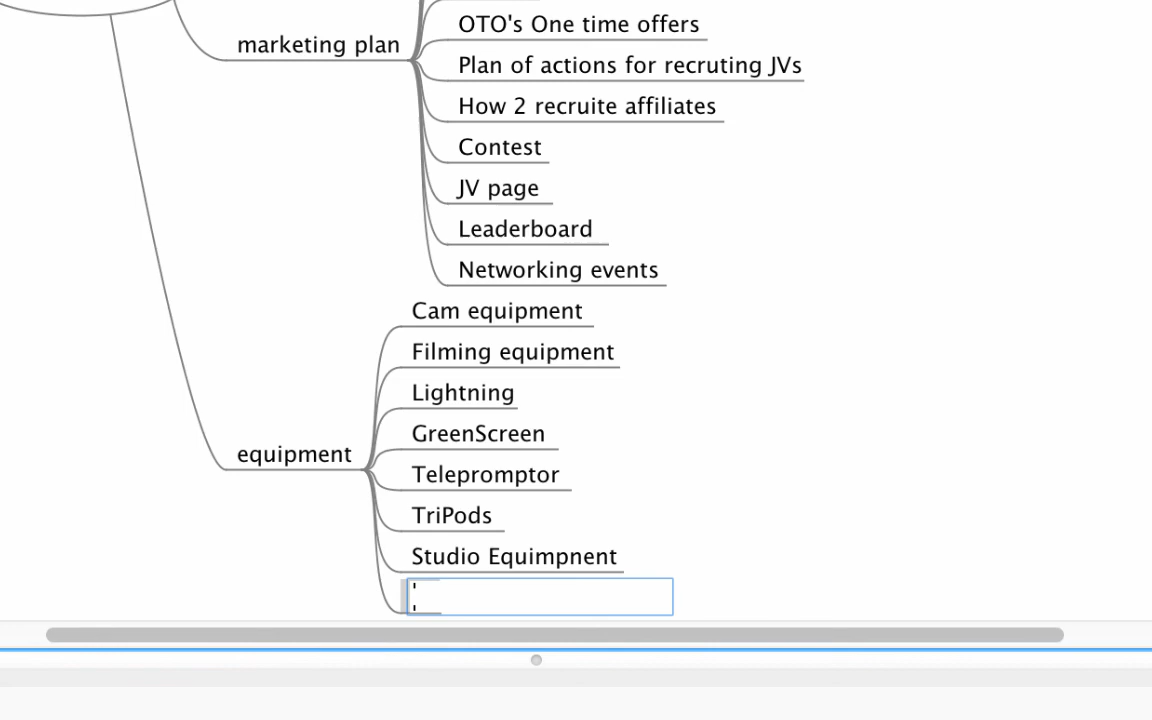 OTO's One time offers
marketing plan
Plan of actions for recruting JVs
How 2 recruite affiliates
Contest
JV page
Leaderboard
Networking events
Cam equipment
Filming equipment
Lightning
GreenScreen
equipment
Telepromptor
TriPods
Studio Equimpnent